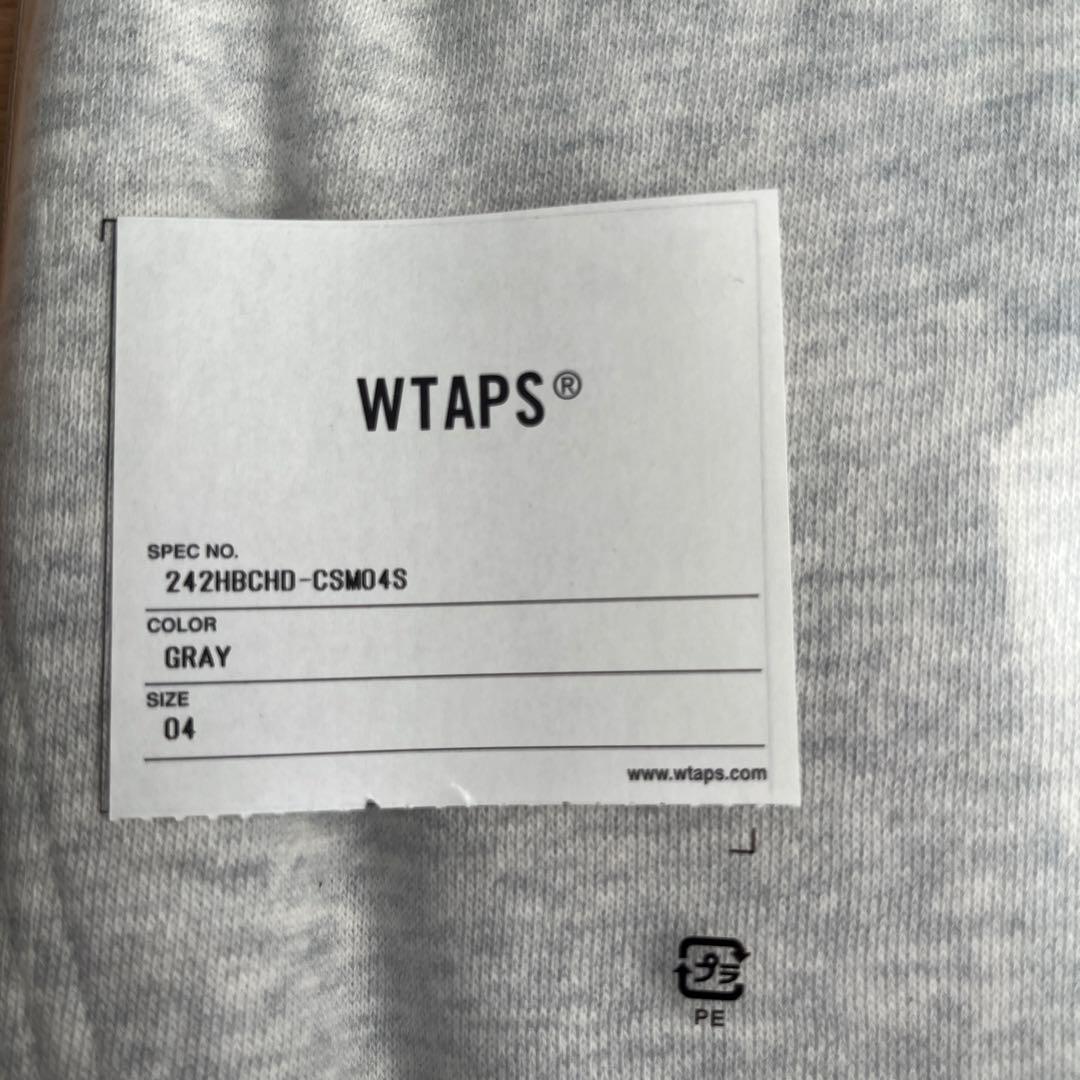 WTAPS®
SPEC NO.
242HBCHD-CSM04S
COLOR
GRAY
SIZE
04
www.wtaps.com
プラ
PE